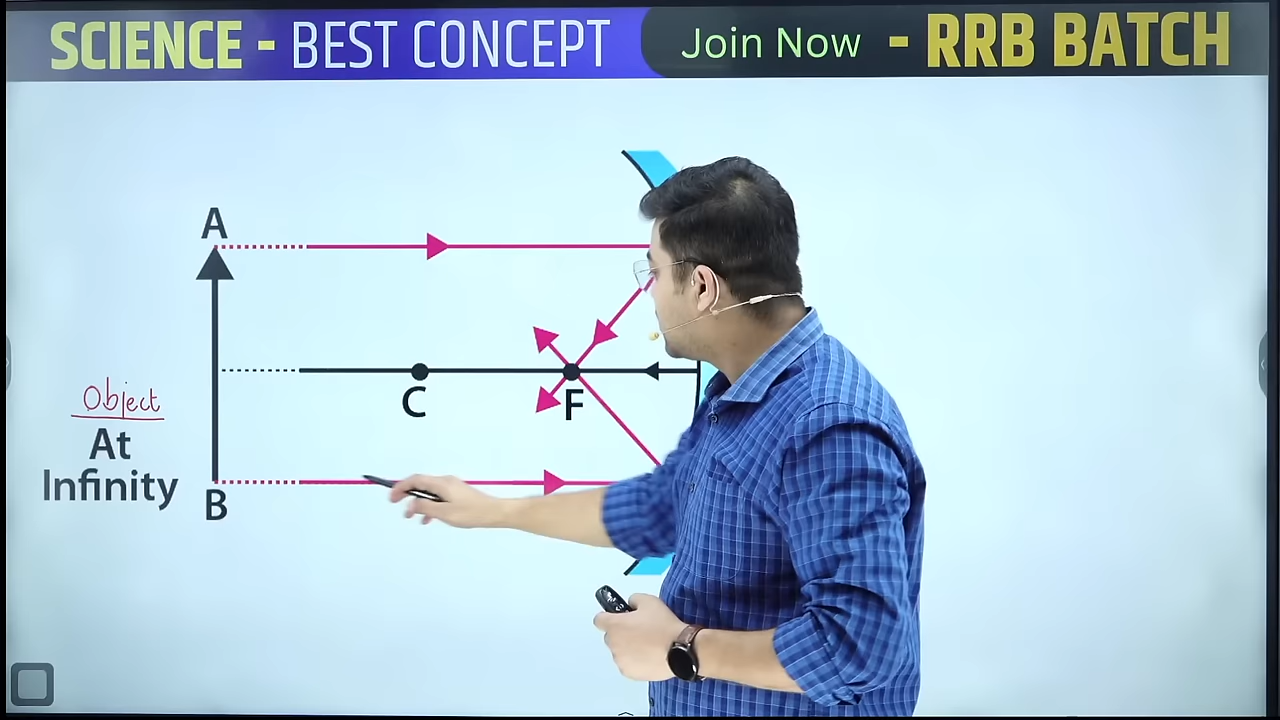 SCIENCE - BEST CONCEPT Join Now - RRB BATCH
A
C
F
Object
At
Infinity
B